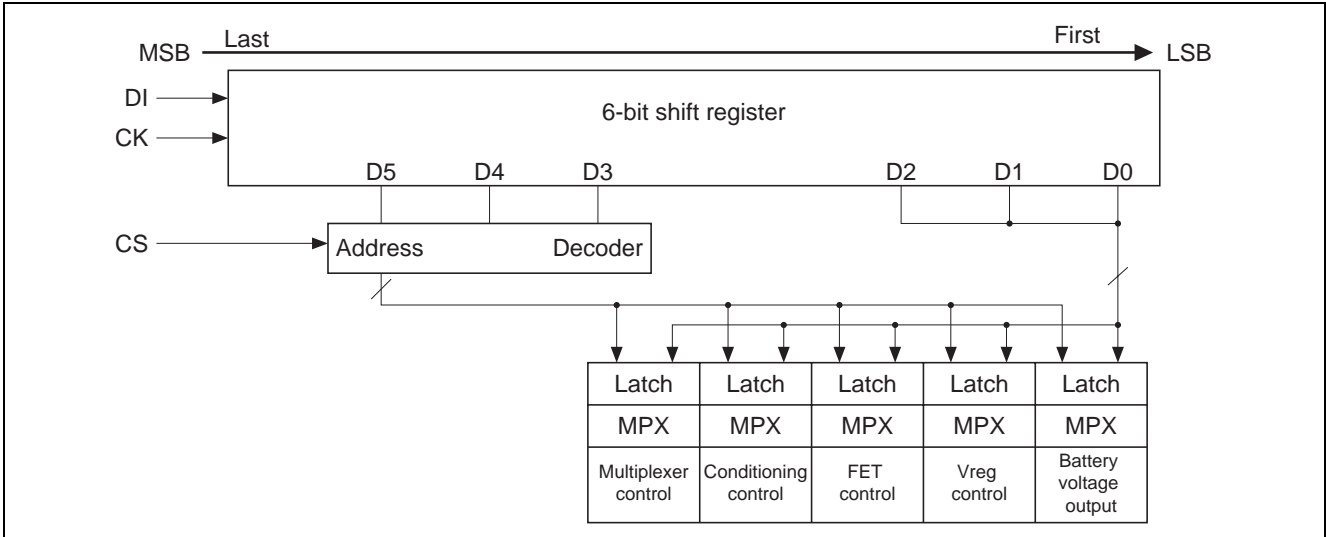 MSB Last First LSB
DI
6-bit shift register
CK
D5 D4 D3 D2 D1 D0
CS Address Decoder
Latch Latch Latch Latch Latch
MPX MPX MPX MPX MPX
Multiplexer control Conditioning control FET control Vreg control Battery voltage output